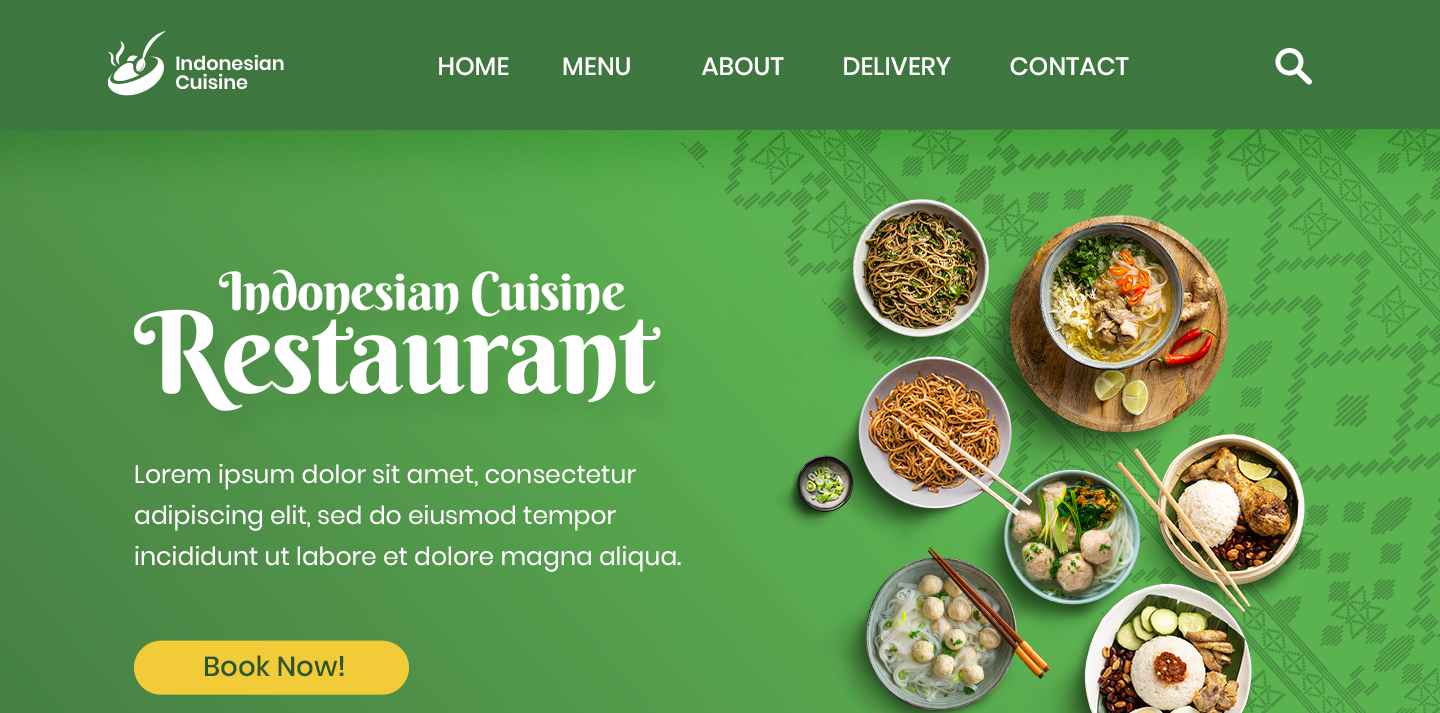 Indonesian
Cuisine
HOME MENU ABOUT DELIVERY CONTACT
Indonesian Cuisine
Restaurant
Lorem ipsum dolor sit amet, consectetur
adipiscing elit, sed do eiusmod tempor
incididunt ut labore et dolore magna aliqua.
Book Now!